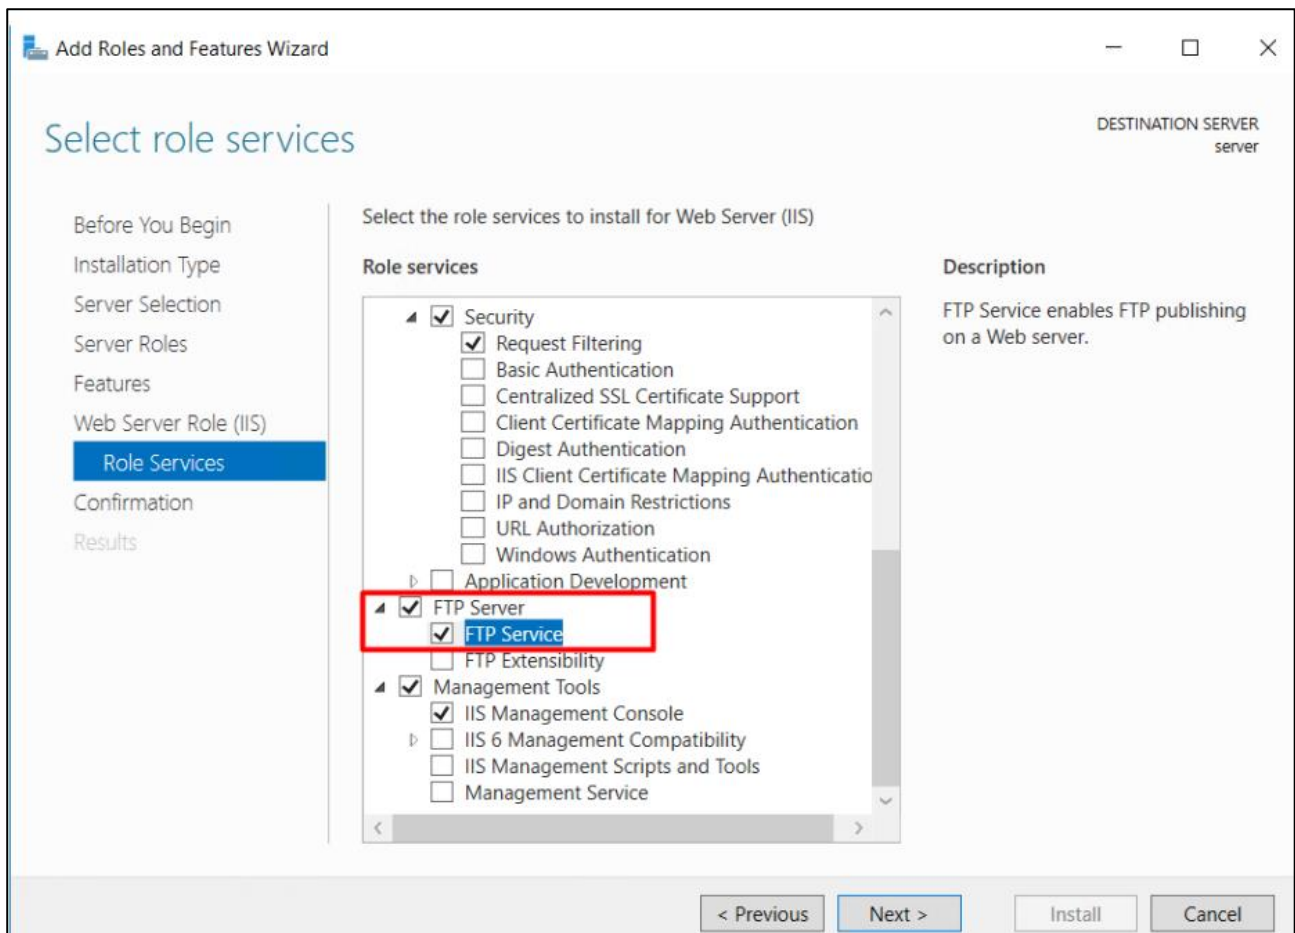 Add Roles and Features Wizard
Select role services
DESTINATION SERVER
server
Before You Begin
Installation Type
Server Selection
Server Roles
Features
Web Server Role (IIS)
Role Services
Confirmation
Results
Select the role services to install for Web Server (IIS)
Role services
Security
Request Filtering
Basic Authentication
Centralized SSL Certificate Support
Client Certificate Mapping Authentication
Digest Authentication
IIS Client Certificate Mapping Authenticatio
IP and Domain Restrictions
URL Authorization
Windows Authentication
Application Development
FTP Server
FTP Service
FTP Extensibility
Management Tools
IIS Management Console
IIS 6 Management Compatibility
IIS Management Scripts and Tools
Management Service
Description
FTP Service enables FTP publishing
on a Web server.
< Previous
Next >
Install
Cancel